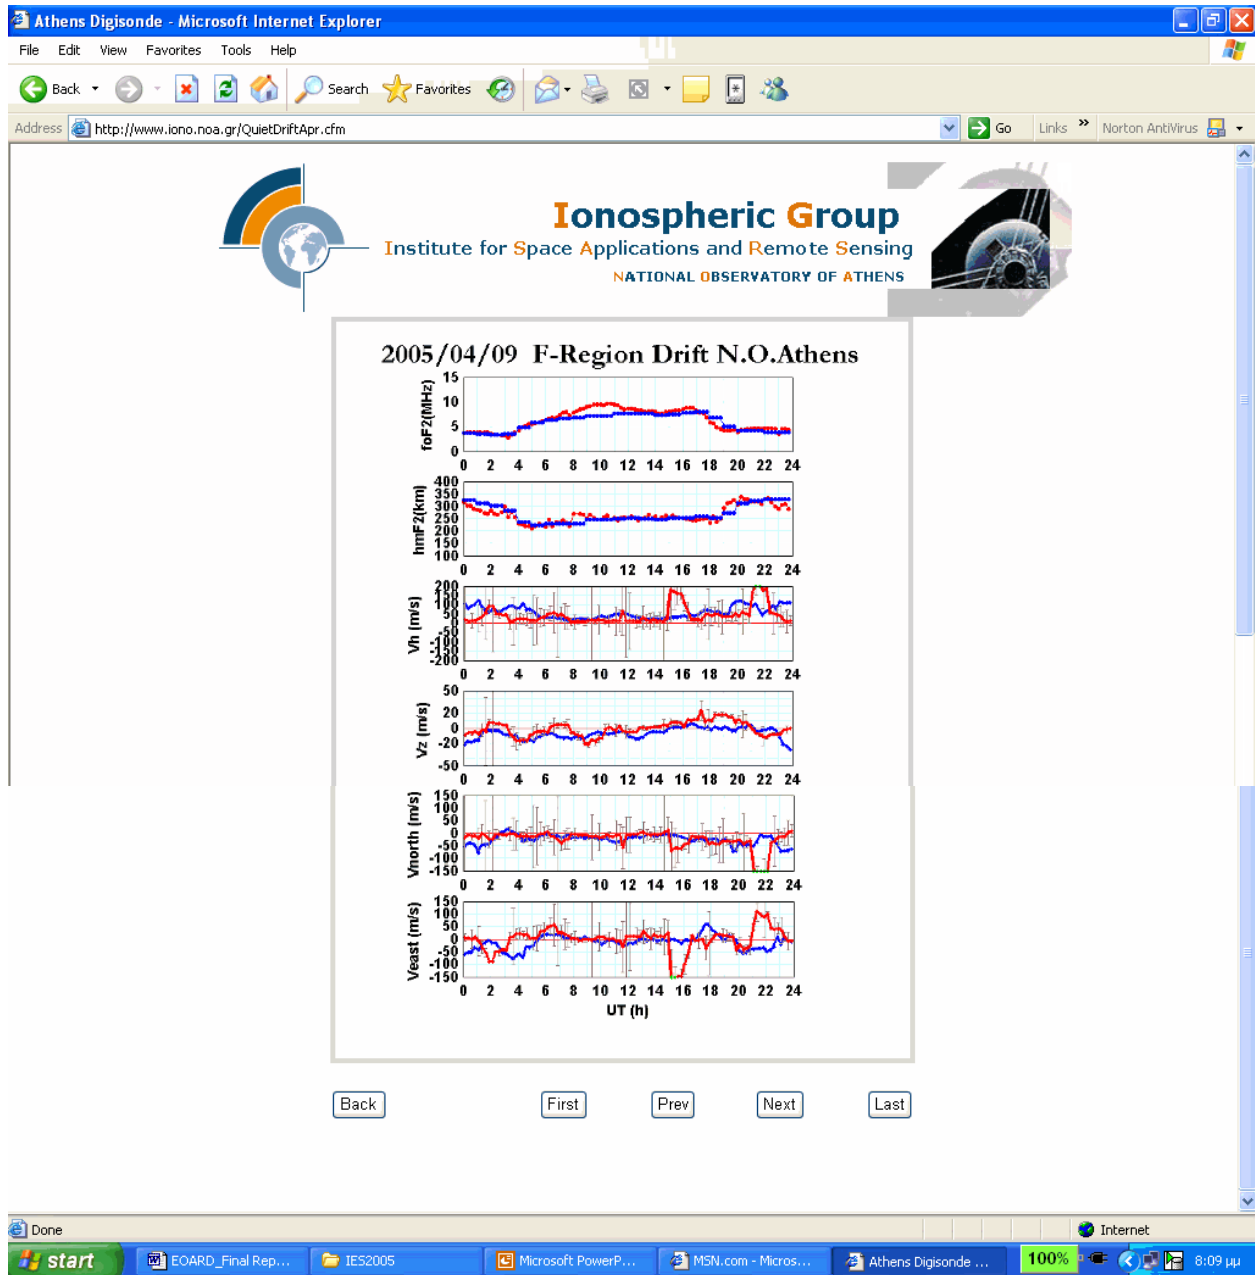 Athens Digisonde - Microsoft Internet Explorer
File Edit View Favorites Tools Help
Back Search Favorites
Address http://www.iono.noa.gr/QuietDriftApr.cfm Go Links » Norton AntiVirus
Ionospheric Group
Institute for Space Applications and Remote Sensing
NATIONAL OBSERVATORY OF ATHENS
2005/04/09 F-Region Drift N.O.Athens
foF2(MHz)
15
10
5
0
0 2 4 6 8 10 12 14 16 18 20 22 24
hmF2(km)
400
350
300
250
200
150
100
0 2 4 6 8 10 12 14 16 18 20 22 24
Vh (m/s)
200
150
100
50
0
-50
-100
-150
-200
0 2 4 6 8 10 12 14 16 18 20 22 24
Vz (m/s)
50
20
0
-20
-50
0 2 4 6 8 10 12 14 16 18 20 22 24
Vnorth (m/s)
150
100
50
0
-50
-100
-150
0 2 4 6 8 10 12 14 16 18 20 22 24
Veast (m/s)
150
100
50
0
-50
-100
-150
0 2 4 6 8 10 12 14 16 18 20 22 24
UT (h)
Back First Prev Next Last
Done Internet
start EOARD_Final Rep... IES2005 Microsoft PowerP... MSN.com - Micros... Athens Digisonde ... 100% 8:09 μμ